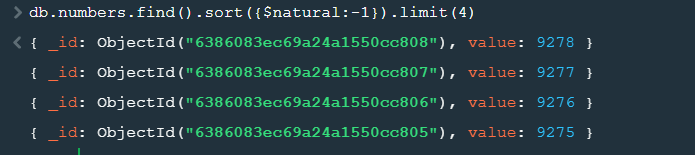 > db.numbers.find().sort({$natural:-1}).limit(4)
< { _id: ObjectId("6386083ec69a24a1550cc808"), value: 9278 }
{ _id: ObjectId("6386083ec69a24a1550cc807"), value: 9277 }
{ _id: ObjectId("6386083ec69a24a1550cc806"), value: 9276 }
{ _id: ObjectId("6386083ec69a24a1550cc805"), value: 9275 }